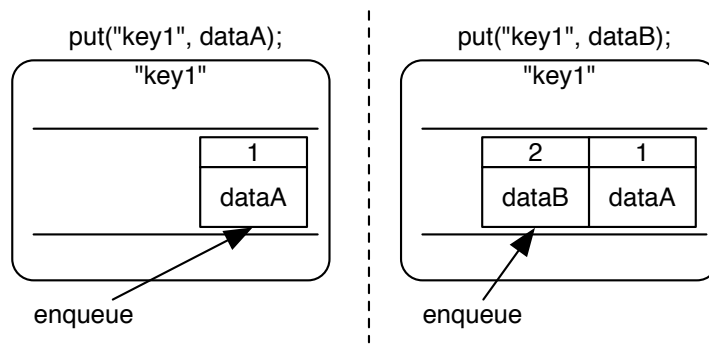 put("key1", dataA);
"key1"
1
dataA
enqueue
put("key1", dataB);
"key1"
2 1
dataB dataA
enqueue